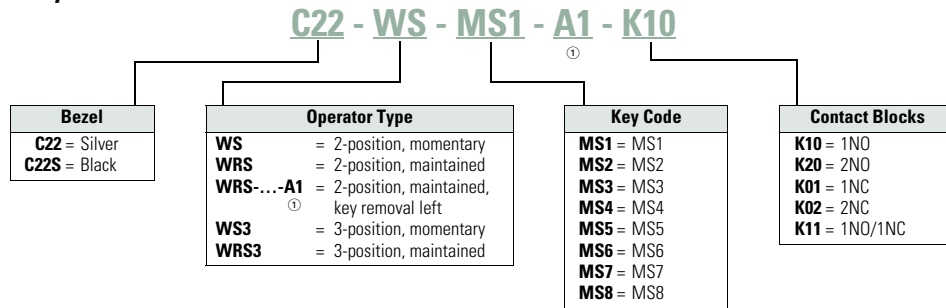 C22 - WS - MS1 - A1 - K10
①
Bezel
C22 = Silver
C22S = Black
Operator Type
WS = 2-position, momentary
WRS = 2-position, maintained
WRS-...-A1 = 2-position, maintained,
① key removal left
WS3 = 3-position, momentary
WRS3 = 3-position, maintained
Key Code
MS1 = MS1
MS2 = MS2
MS3 = MS3
MS4 = MS4
MS5 = MS5
MS6 = MS6
MS7 = MS7
MS8 = MS8
Contact Blocks
K10 = 1NO
K20 = 2NO
K01 = 1NC
K02 = 2NC
K11 = 1NO/1NC